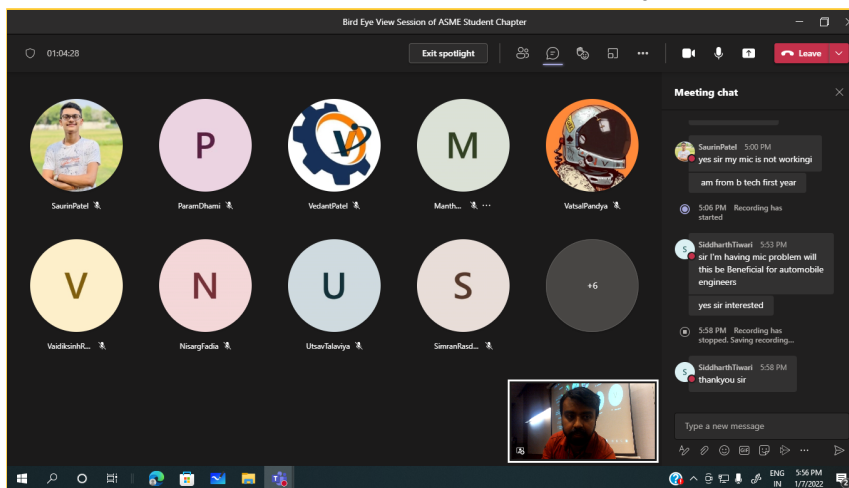 Bird Eye View Session of ASME Student Chapter
01:04:28
Exit spotlight
Leave
Meeting chat
SaurinPatel 5:00 PM
yes sir my mic is not workingi
am from b tech first year
5:06 PM Recording has
started
SiddharthTiwari 5:53 PM
sir I'm having mic problem will
this be Beneficial for automobile
engineers
yes sir interested
5:58 PM Recording has
stopped. Saving recording...
SiddharthTiwari 5:58 PM
thankyou sir
Type a new message
P
M
SaurinPatel
ParamDhami
VedantPatel
Manth... ...
VatsalPandya
V
N
U
S
+6
VaidiksinhR...
NisargFadia
UtsavTalaviya
SimranRasd...
S
S
GIF
ENG
IN
5:56 PM
1/7/2022
2